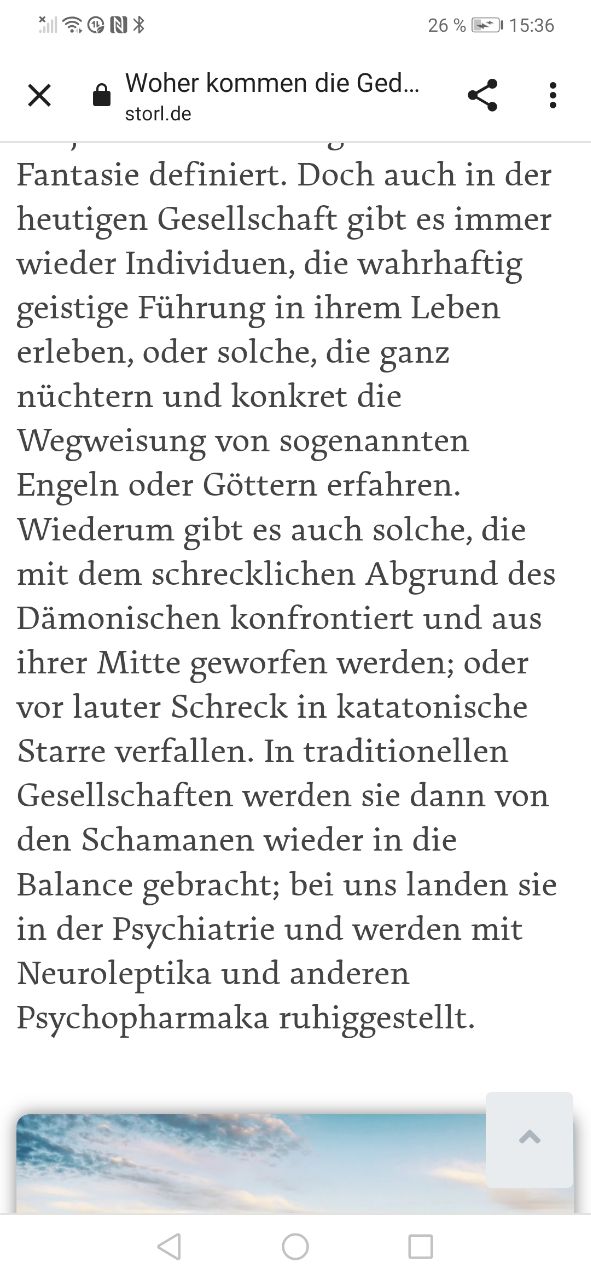 26 % 15:36
Woher kommen die Ged...
storl.de
Fantasie definiert. Doch auch in der
heutigen Gesellschaft gibt es immer
wieder Individuen, die wahrhaftig
geistige Führung in ihrem Leben
erleben, oder solche, die ganz
nüchtern und konkret die
Wegweisung von sogenannten
Engeln oder Göttern erfahren.
Wiederum gibt es auch solche, die
mit dem schrecklichen Abgrund des
Dämonischen konfrontiert und aus
ihrer Mitte geworfen werden; oder
vor lauter Schreck in katatonische
Starre verfallen. In traditionellen
Gesellschaften werden sie dann von
den Schamanen wieder in die
Balance gebracht; bei uns landen sie
in der Psychiatrie und werden mit
Neuroleptika und anderen
Psychopharmaka ruhiggestellt.